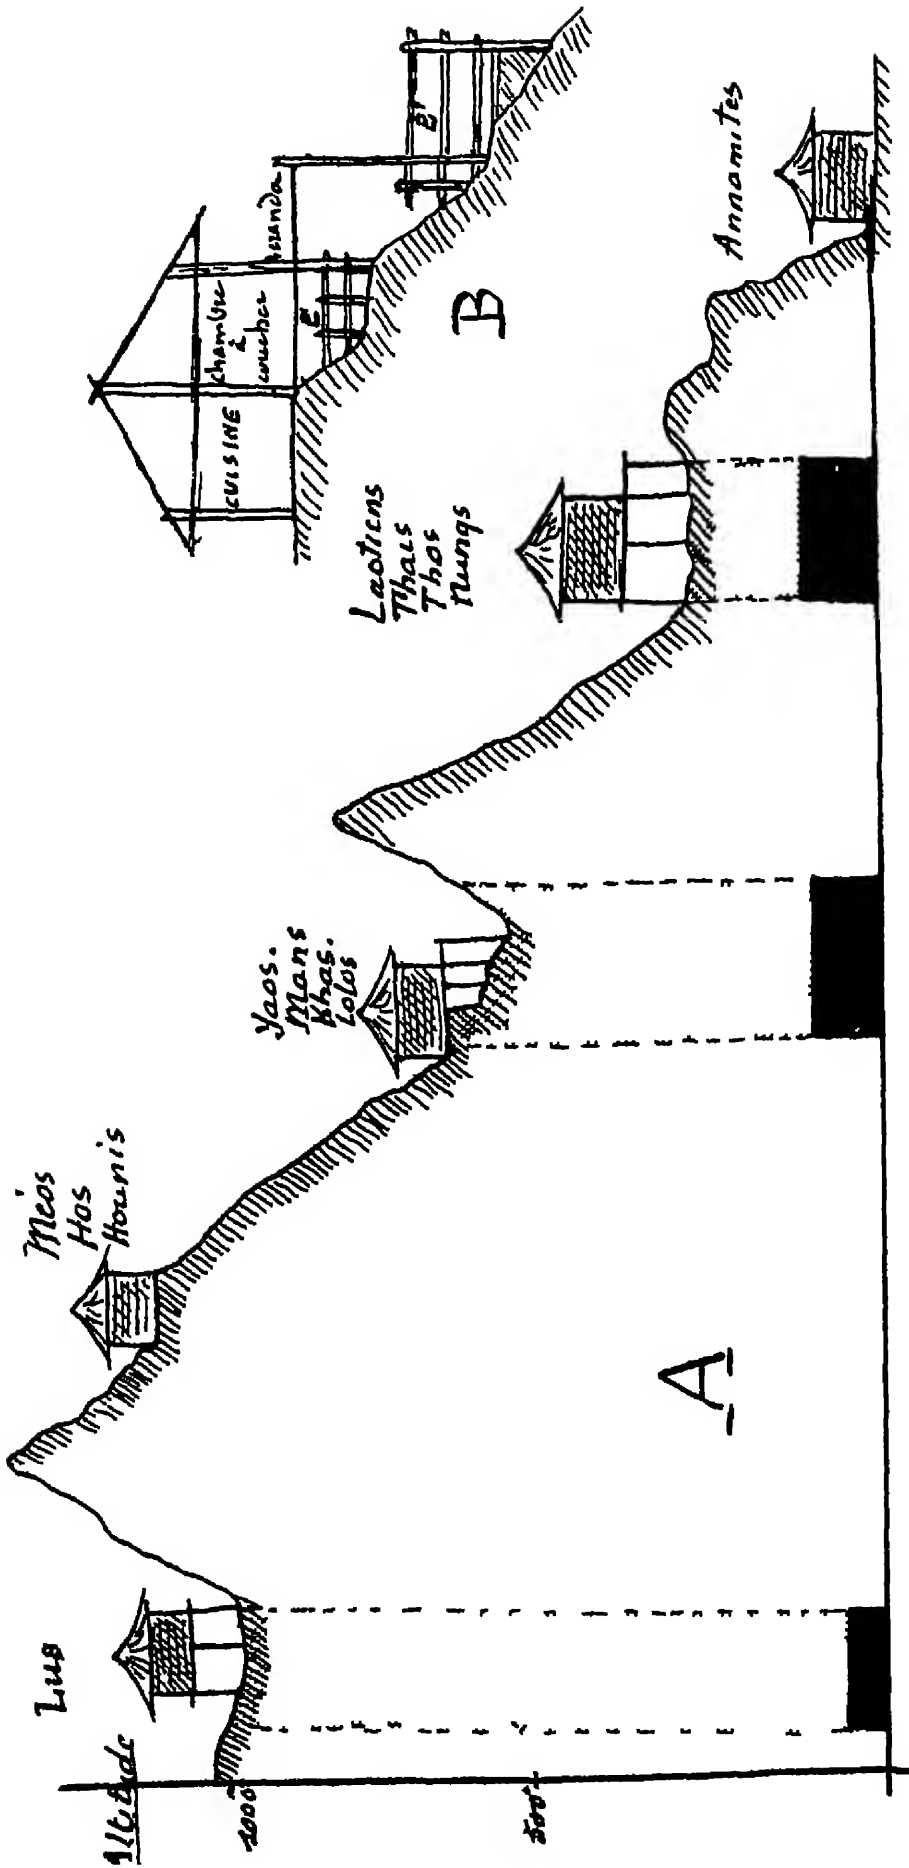 Altitude
1000
500
Lus
Méos
Hos
Hounis
Yaos.
Mans
Khas.
Lolos
Laotiens
Thais
Thos
Nungs
Annamites
A
CUISINE
chambre
à
coucher
véranda
E
E'
B